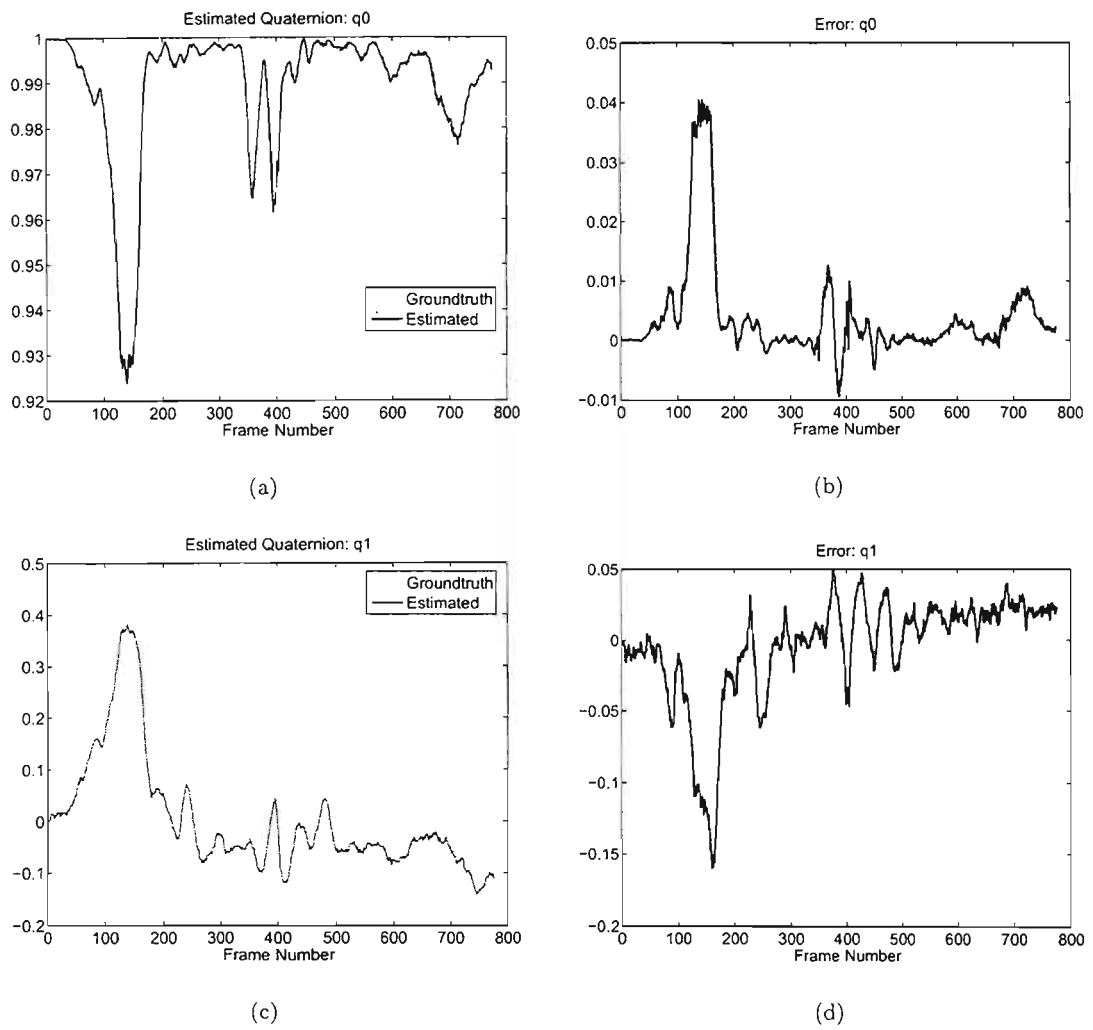 Estimated Quaternion: q0
1
0.99
0.98
0.97
0.96
0.95
0.94
0.93
0.92
0 100 200 300 400 500 600 700 800
Frame Number
Groundtruth
Estimated
(a)
Error: q0
0.05
0.04
0.03
0.02
0.01
0
−0.01
0 100 200 300 400 500 600 700 800
Frame Number
(b)
Estimated Quaternion: q1
0.5
0.4
0.3
0.2
0.1
0
−0.1
−0.2
0 100 200 300 400 500 600 700 800
Frame Number
Groundtruth
Estimated
(c)
Error: q1
0.05
0
−0.05
−0.1
−0.15
−0.2
0 100 200 300 400 500 600 700 800
Frame Number
(d)